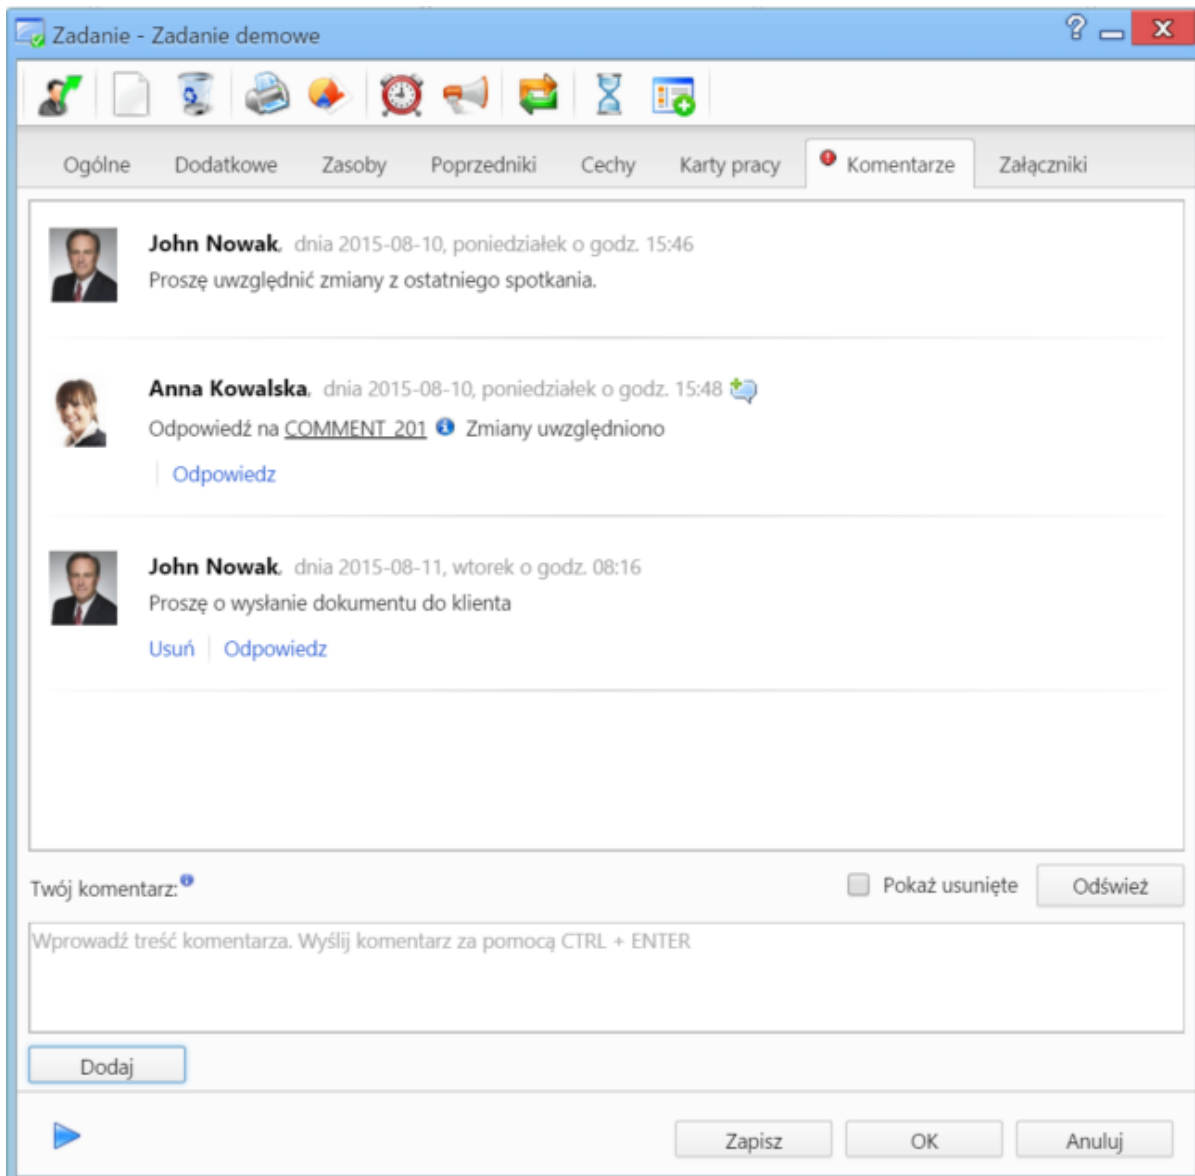 Zadanie - Zadanie demowe
Ogólne Dodatkowe Zasoby Poprzedniki Cechy Karty pracy Komentarze Załączniki
John Nowak, dnia 2015-08-10, poniedziałek o godz. 15:46
Proszę uwzględnić zmiany z ostatniego spotkania.
Anna Kowalska, dnia 2015-08-10, poniedziałek o godz. 15:48
Odpowiedź na COMMENT_201 Zmiany uwzględniono
Odpowiedz
John Nowak, dnia 2015-08-11, wtorek o godz. 08:16
Proszę o wysłanie dokumentu do klienta
Usuń Odpowiedz
Twój komentarz: Pokaż usunięte Odśwież
Wprowadź treść komentarza. Wyślij komentarz za pomocą CTRL + ENTER
Dodaj
Zapisz OK Anuluj